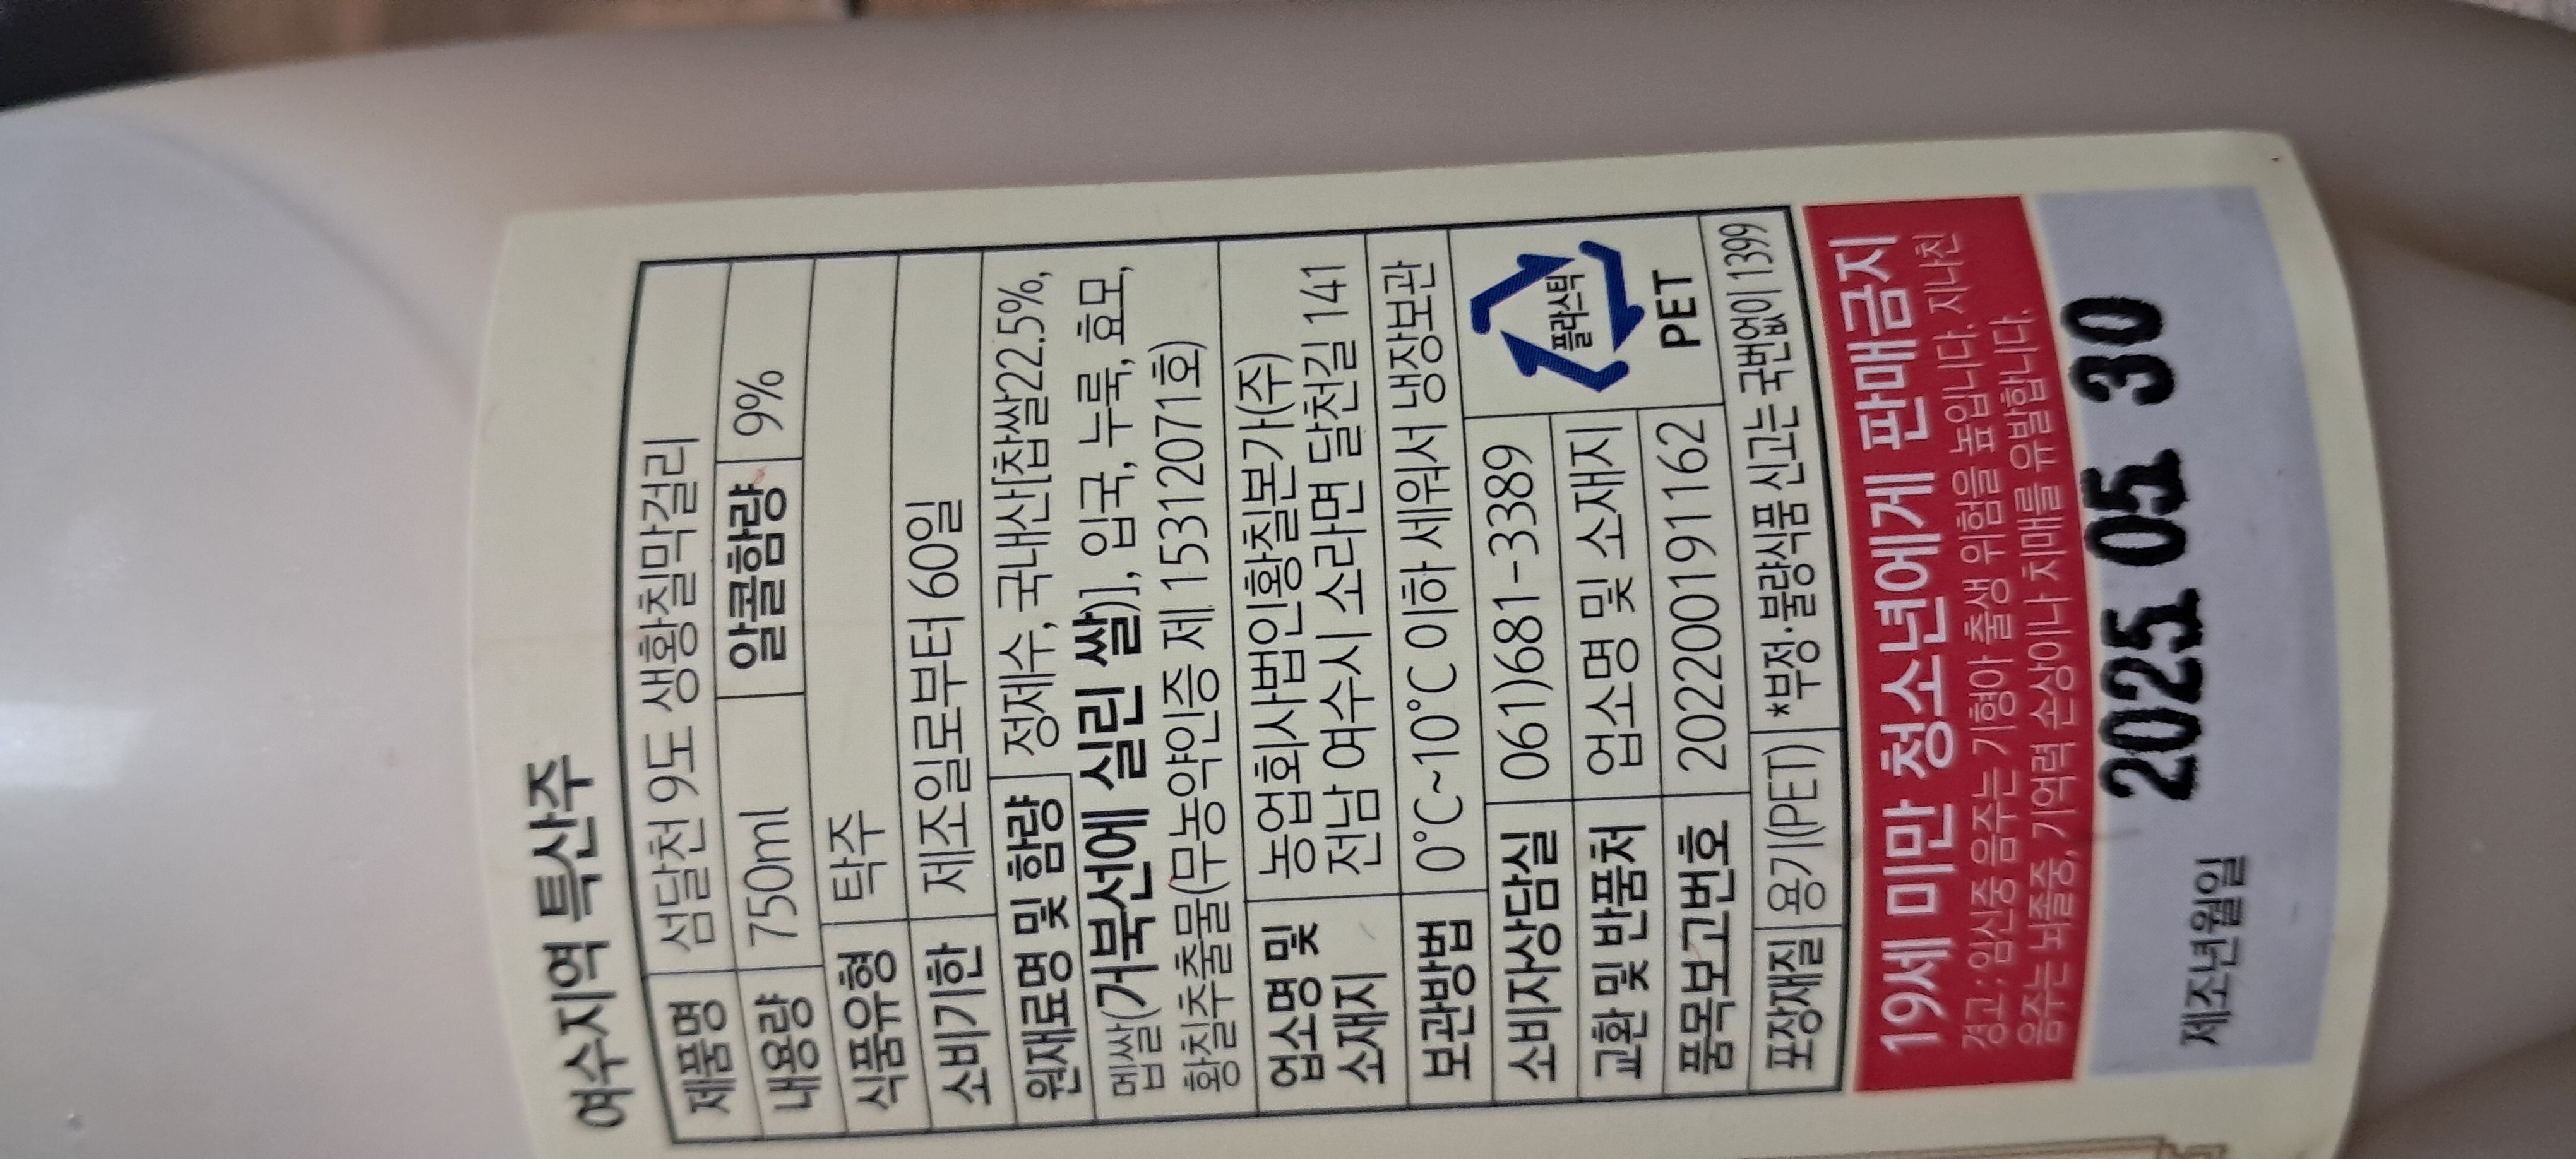 여수지역 특산주
제품명 섬달천 9도 생황칠막걸리
내용량 750ml 알콜함량 9%
식품유형 탁주
소비기한 제조일로부터 60일
원재료명 및 함량 정제수, 국내산[찹쌀22.5%,
멥쌀(거북선에 실린 쌀)], 입국, 누룩, 효모,
황칠추출물(무농약인증 제 15312071호)
업소명 및 소재지 농업회사법인황칠본가(주)
전남 여수시 소라면 달천길 141
보관방법 0°C~10°C 이하 세워서 냉장보관
소비자상담실 061)681-3389
교환 및 반품처 업소명 및 소재지
품목보고번호 202200191162
플라스틱
PET
포장재질 용기(PET) *부정·불량식품 신고는 국번없이 1399
19세 미만 청소년에게 판매금지
경고 : 임신중 음주는 기형아 출생 위험을 높입니다. 지나친
음주는 뇌졸중, 기억력 손상이나 치매를 유발합니다.
제조년월일 2025 05 30